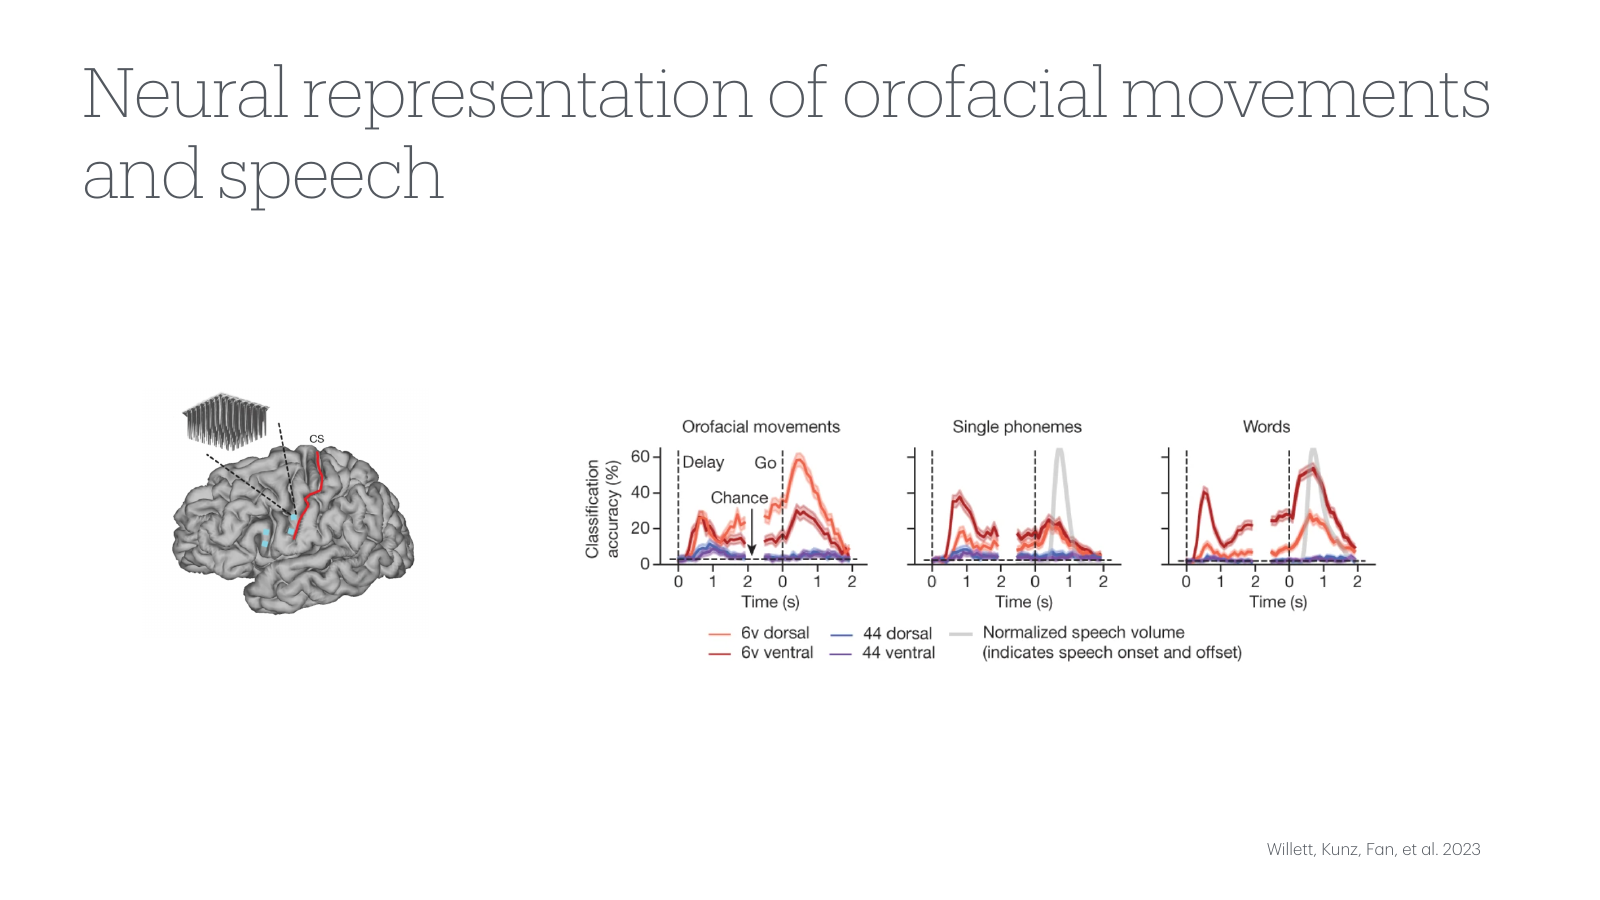 Neural representation of orofacial movements
and speech
CS
Orofacial movements
Single phonemes
Words
Classification
accuracy (%)
60
40
20
0
Delay
Go
Chance
0 1 2 0 1 2
0 1 2 0 1 2
0 1 2 0 1 2
Time (s)
Time (s)
Time (s)
6v dorsal
44 dorsal
Normalized speech volume
6v ventral
44 ventral
(indicates speech onset and offset)
Willett, Kunz, Fan, et al. 2023